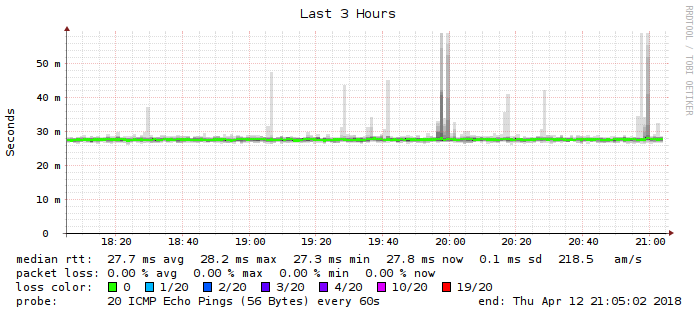 Last 3 Hours
RRDTOOL / TOBI OETIKER
Seconds
50 m
40 m
30 m
20 m
10 m
0
18:20 18:40 19:00 19:20 19:40 20:00 20:20 20:40 21:00
median rtt: 27.7 ms avg 28.2 ms max 27.3 ms min 27.8 ms now 0.1 ms sd 218.5 am/s
packet loss: 0.00 % avg 0.00 % max 0.00 % min 0.00 % now
loss color: 0 1/20 2/20 3/20 4/20 10/20 19/20
probe: 20 ICMP Echo Pings (56 Bytes) every 60s end: Thu Apr 12 21:05:02 2018